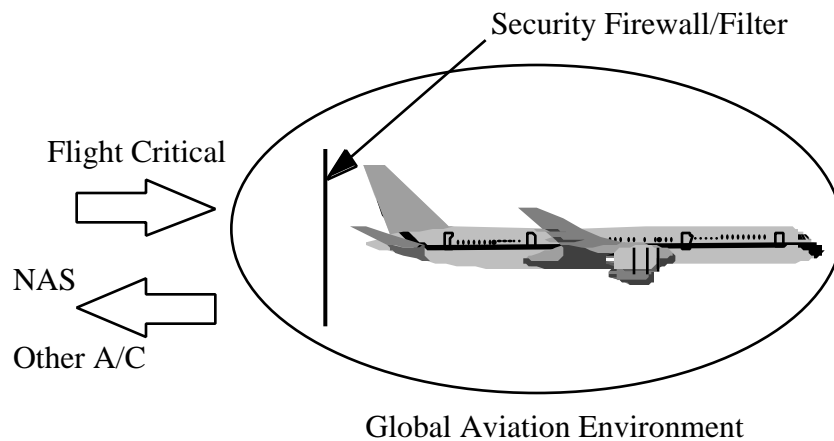 Security Firewall/Filter
Flight Critical
NAS
Other A/C
Global Aviation Environment